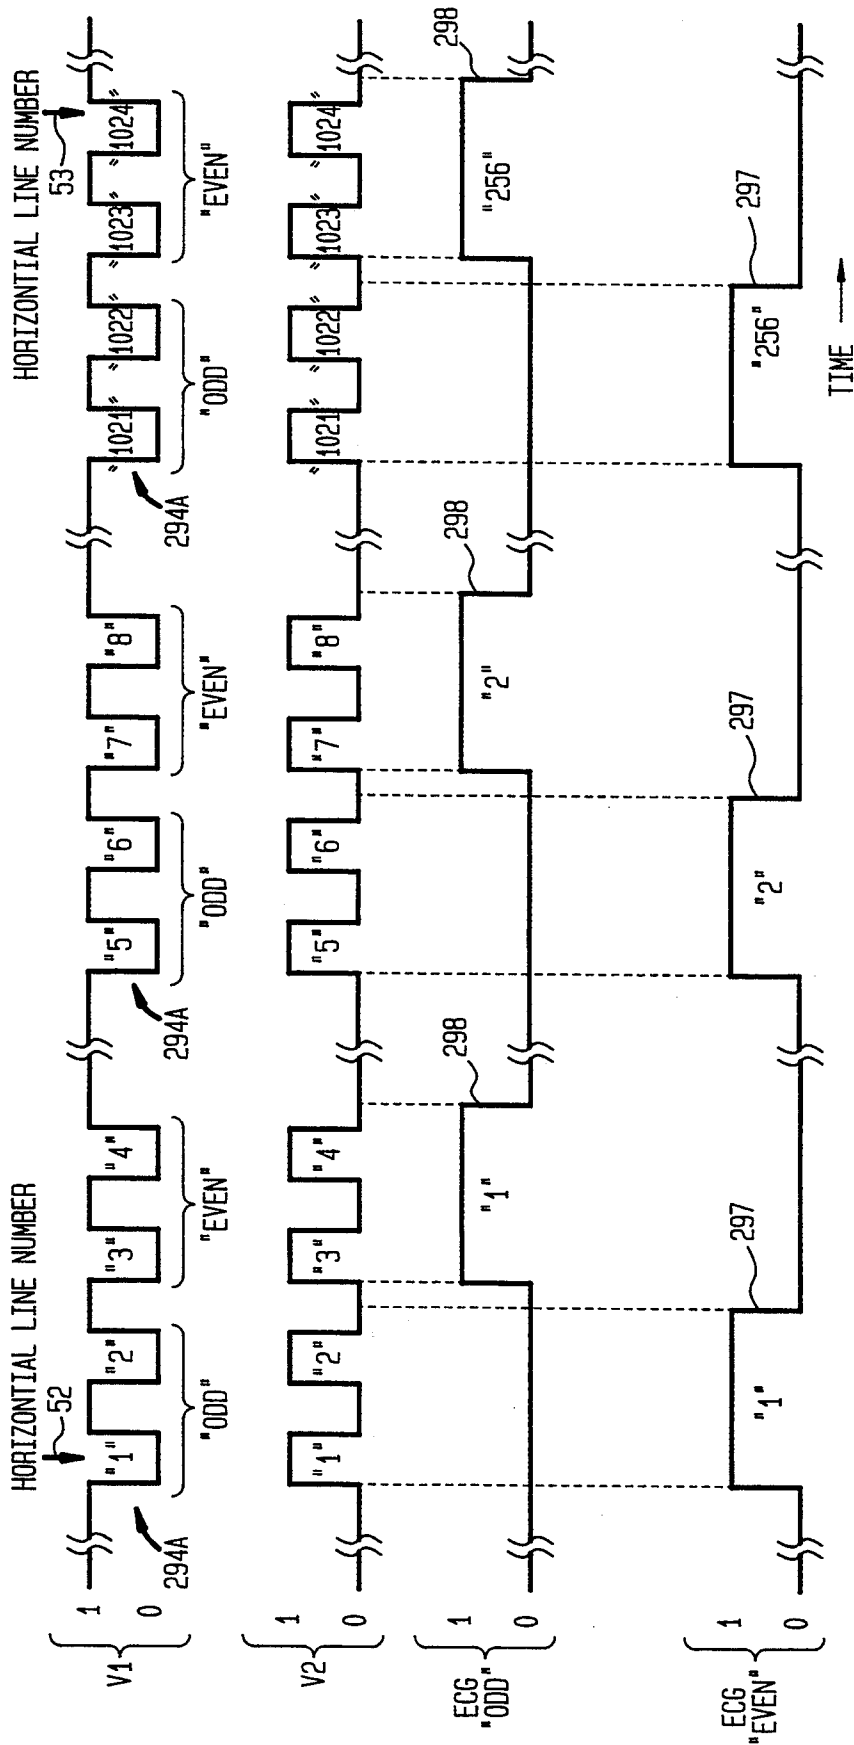 HORIZONTIAL LINE NUMBER HORIZONTIAL LINE NUMBER
52 53
V1 1 0
"1" "2" "3" "4" "5" "6" "7" "8" "1021" "1022" "1023" "1024"
294A 294A 294A
"ODD" "EVEN" "ODD" "EVEN" "ODD" "EVEN"
V2 1 0
"1" "2" "3" "4" "5" "6" "7" "8" "1021" "1022" "1023" "1024"
298 298 298
ECG "ODD" 1 0
"1" "2" "256"
297 297 297
ECG "EVEN" 1 0
"1" "2" "256"
TIME